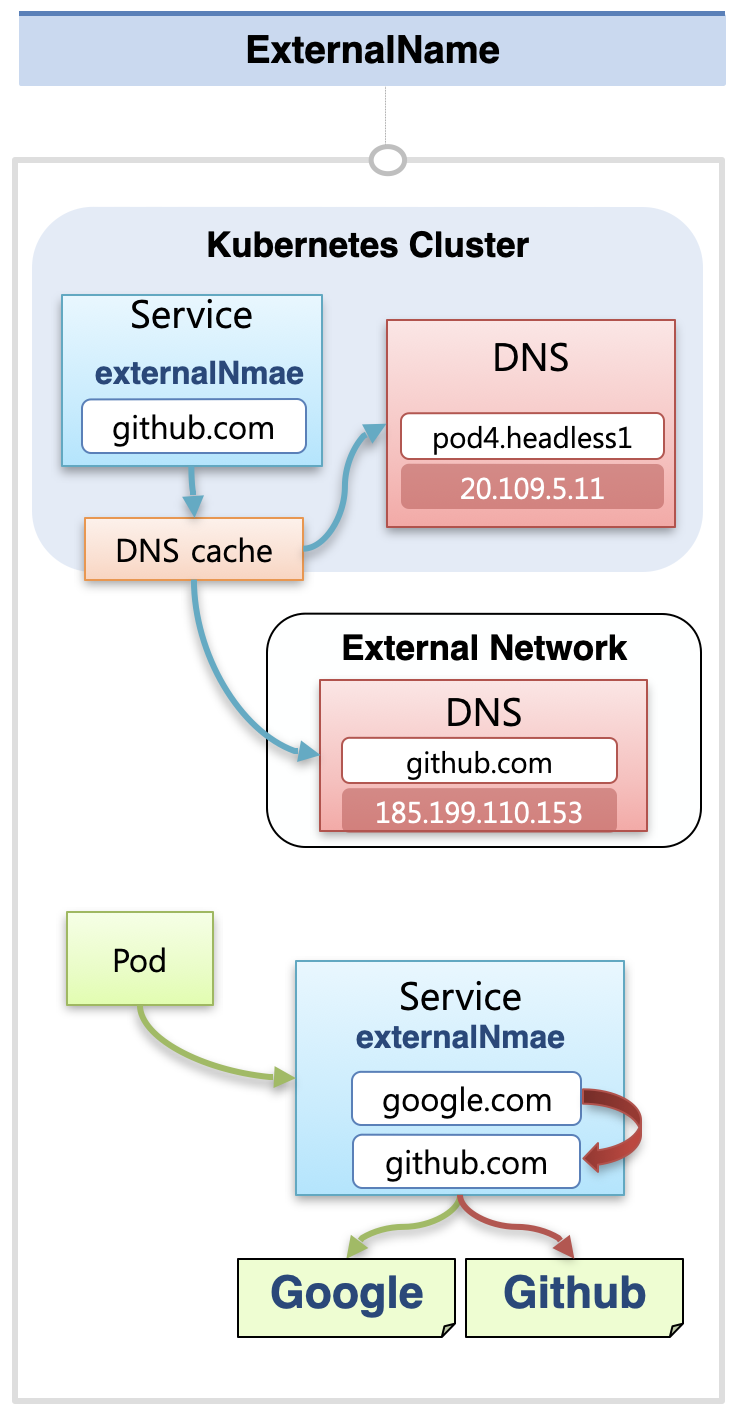 ExternalName
Kubernetes Cluster
Service
externalNmae
github.com
DNS
pod4.headless1
20.109.5.11
DNS cache
External Network
DNS
github.com
185.199.110.153
Pod
Service
externalNmae
google.com
github.com
Google
Github